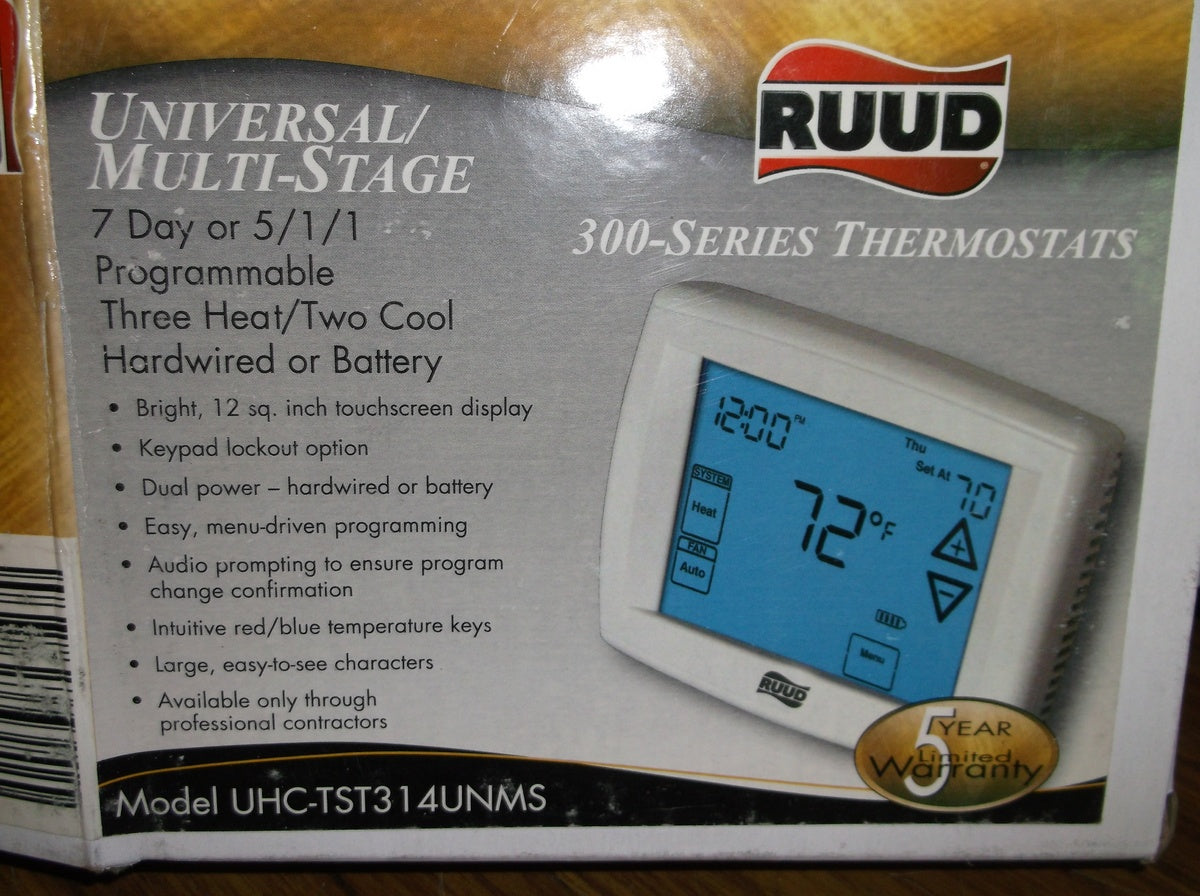 UNIVERSAL/
MULTI-STAGE
7 Day or 5/1/1
Programmable
Three Heat/Two Cool
Hardwired or Battery
• Bright, 12 sq. inch touchscreen display
• Keypad lockout option
• Dual power – hardwired or battery
• Easy, menu-driven programming
• Audio prompting to ensure program
change confirmation
• Intuitive red/blue temperature keys
• Large, easy-to-see characters
• Available only through
professional contractors
Model UHC-TST314UNMS
RUUD
300-SERIES THERMOSTATS
12:00 PM
Thu
Set At 70
SYSTEM
Heat
72°F
+
FAN
Auto
−
Menu
RUUD
5 YEAR
Limited
Warranty